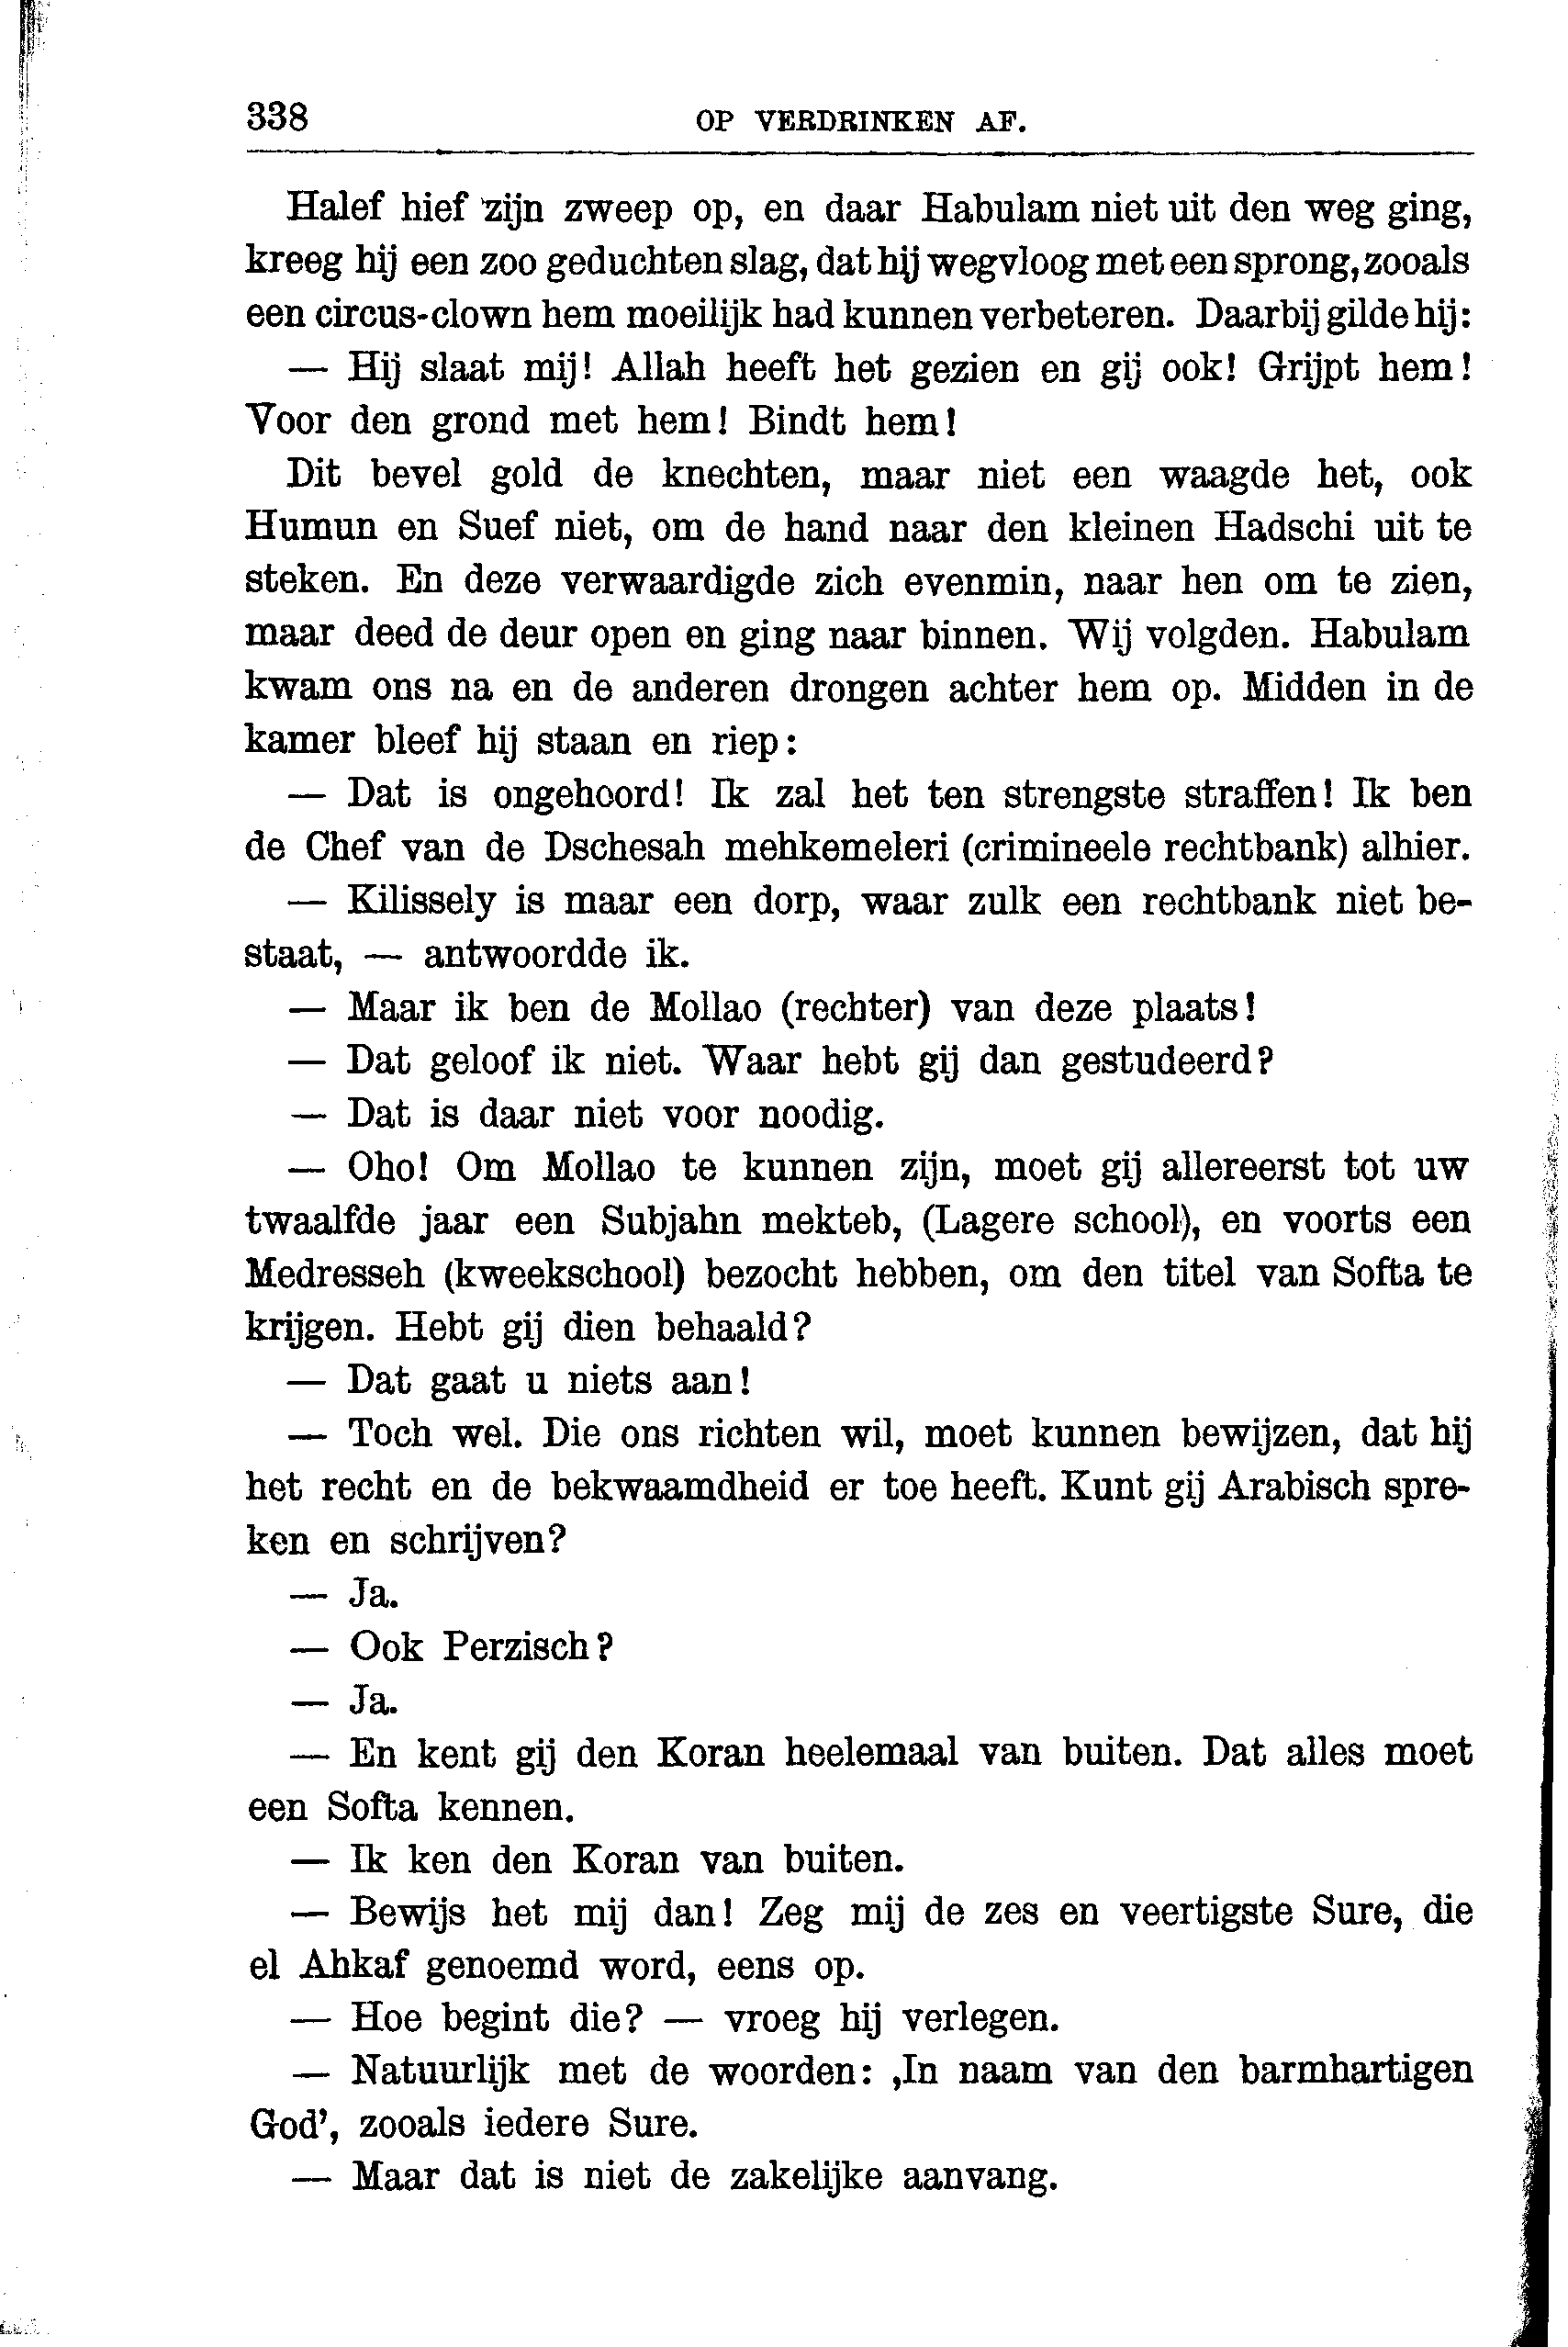 338 OP VERDRINKEN AF.
Halef hief zijn zweep op, en daar Habulam niet uit den weg ging,
kreeg hij een zoo geduchten slag, dat hij wegvloog met een sprong, zooals
een circus-clown hem moeilijk had kunnen verbeteren. Daarbij gilde hij:
— Hij slaat mij! Allah heeft het gezien en gij ook! Grijpt hem!
Voor den grond met hem! Bindt hem!
Dit bevel gold de knechten, maar niet een waagde het, ook
Humun en Suef niet, om de hand naar den kleinen Hadschi uit te
steken. En deze verwaardigde zich evenmin, naar hen om te zien,
maar deed de deur open en ging naar binnen. Wij volgden. Habulam
kwam ons na en de anderen drongen achter hem op. Midden in de
kamer bleef hij staan en riep:
— Dat is ongehoord! Ik zal het ten strengste straffen! Ik ben
de Chef van de Dschesah mehkemeleri (crimineele rechtbank) alhier.
— Kilissely is maar een dorp, waar zulk een rechtbank niet be-
staat, — antwoordde ik.
— Maar ik ben de Mollao (rechter) van deze plaats!
— Dat geloof ik niet. Waar hebt gij dan gestudeerd?
— Dat is daar niet voor noodig.
— Oho! Om Mollao te kunnen zijn, moet gij allereerst tot uw
twaalfde jaar een Subjahn mekteb, (Lagere school), en voorts een
Medresseh (kweekschool) bezocht hebben, om den titel van Softa te
krijgen. Hebt gij dien behaald?
— Dat gaat u niets aan!
— Toch wel. Die ons richten wil, moet kunnen bewijzen, dat hij
het recht en de bekwaamdheid er toe heeft. Kunt gij Arabisch spre-
ken en schrijven?
— Ja.
— Ook Perzisch?
— Ja.
— En kent gij den Koran heelemaal van buiten. Dat alles moet
een Softa kennen.
— Ik ken den Koran van buiten.
— Bewijs het mij dan! Zeg mij de zes en veertigste Sure, die
el Ahkaf genoemd word, eens op.
— Hoe begint die? — vroeg hij verlegen.
— Natuurlijk met de woorden: ‚In naam van den barmhartigen
God’, zooals iedere Sure.
— Maar dat is niet de zakelijke aanvang.